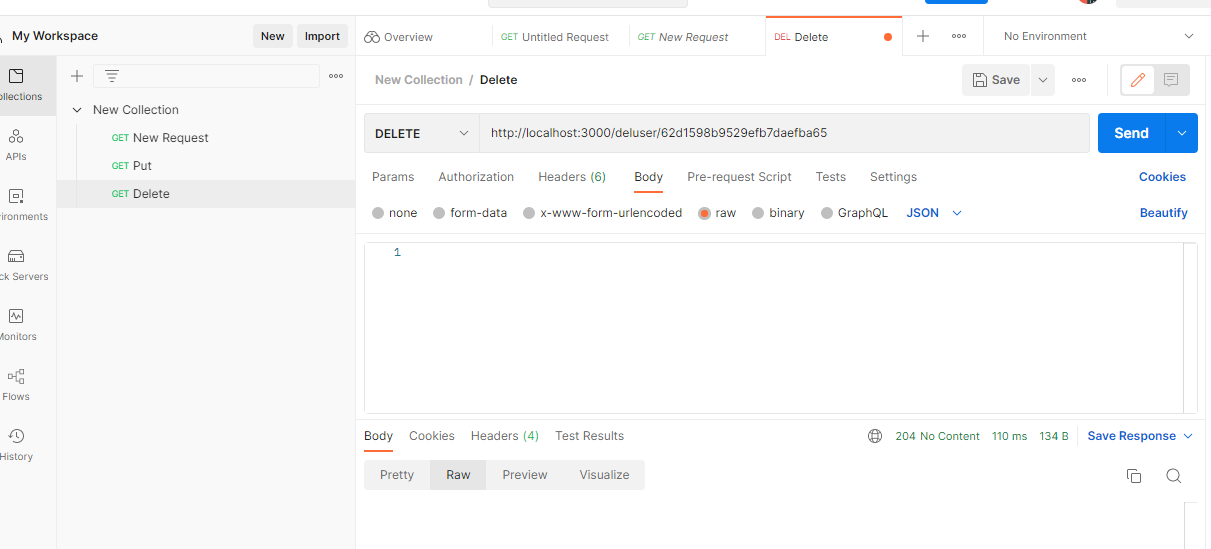 My Workspace
New
Import
Overview
GET Untitled Request
GET New Request
DEL Delete
No Environment
New Collection / Delete
Save
ollections
APIs
vironments
ck Servers
Monitors
Flows
History
New Collection
GET New Request
GET Put
GET Delete
DELETE
http://localhost:3000/deluser/62d1598b9529efb7daefba65
Send
Params Authorization Headers (6) Body Pre-request Script Tests Settings Cookies
none form-data x-www-form-urlencoded raw binary GraphQL JSON Beautify
1
Body Cookies Headers (4) Test Results 204 No Content 110 ms 134 B Save Response
Pretty Raw Preview Visualize